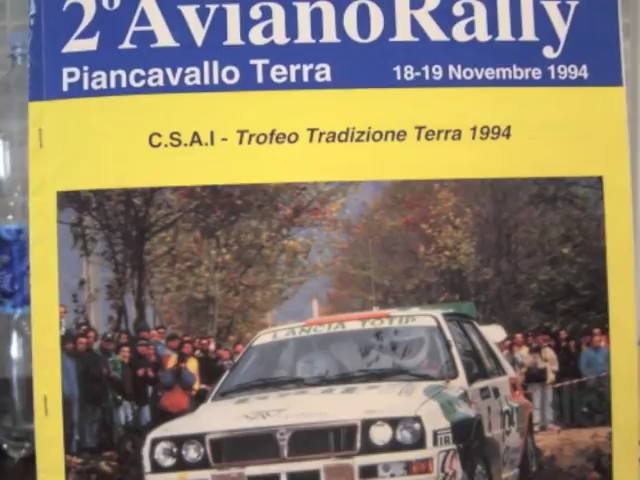 2° AvianoRally
Piancavallo Terra
18-19 Novembre 1994
C.S.A.I - Trofeo Tradizione Terra 1994
LANCIA TOTIP